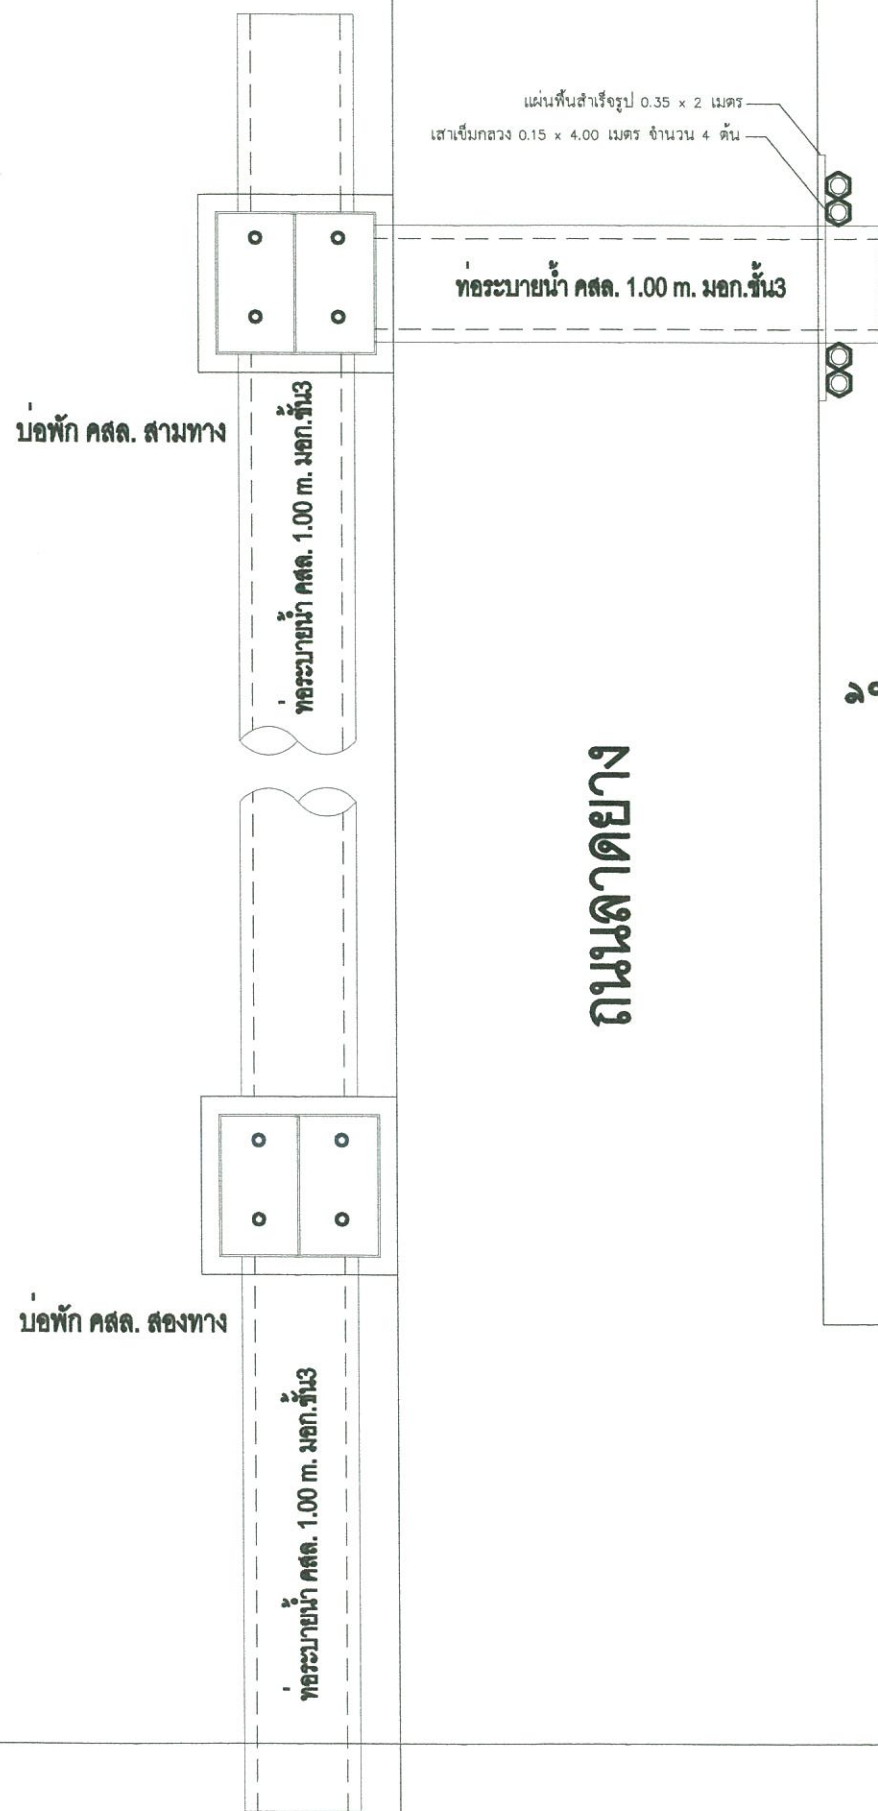 แผ่นพื้นสำเร็จรูป 0.35 x 2 เมตร
เสาเข็มกลวง 0.15 x 4.00 เมตร จำนวน 4 ต้น
ท่อระบายน้ำ คสล. 1.00 m. มอก.ชั้น3
บ่อพัก คสล. สามทาง
ท่อระบายน้ำ คสล. 1.00 m. มอก.ชั้น3
ถนนลาดยาง
บ่อพัก คสล. สองทาง
ท่อระบายน้ำ คสล. 1.00 m. มอก.ชั้น3